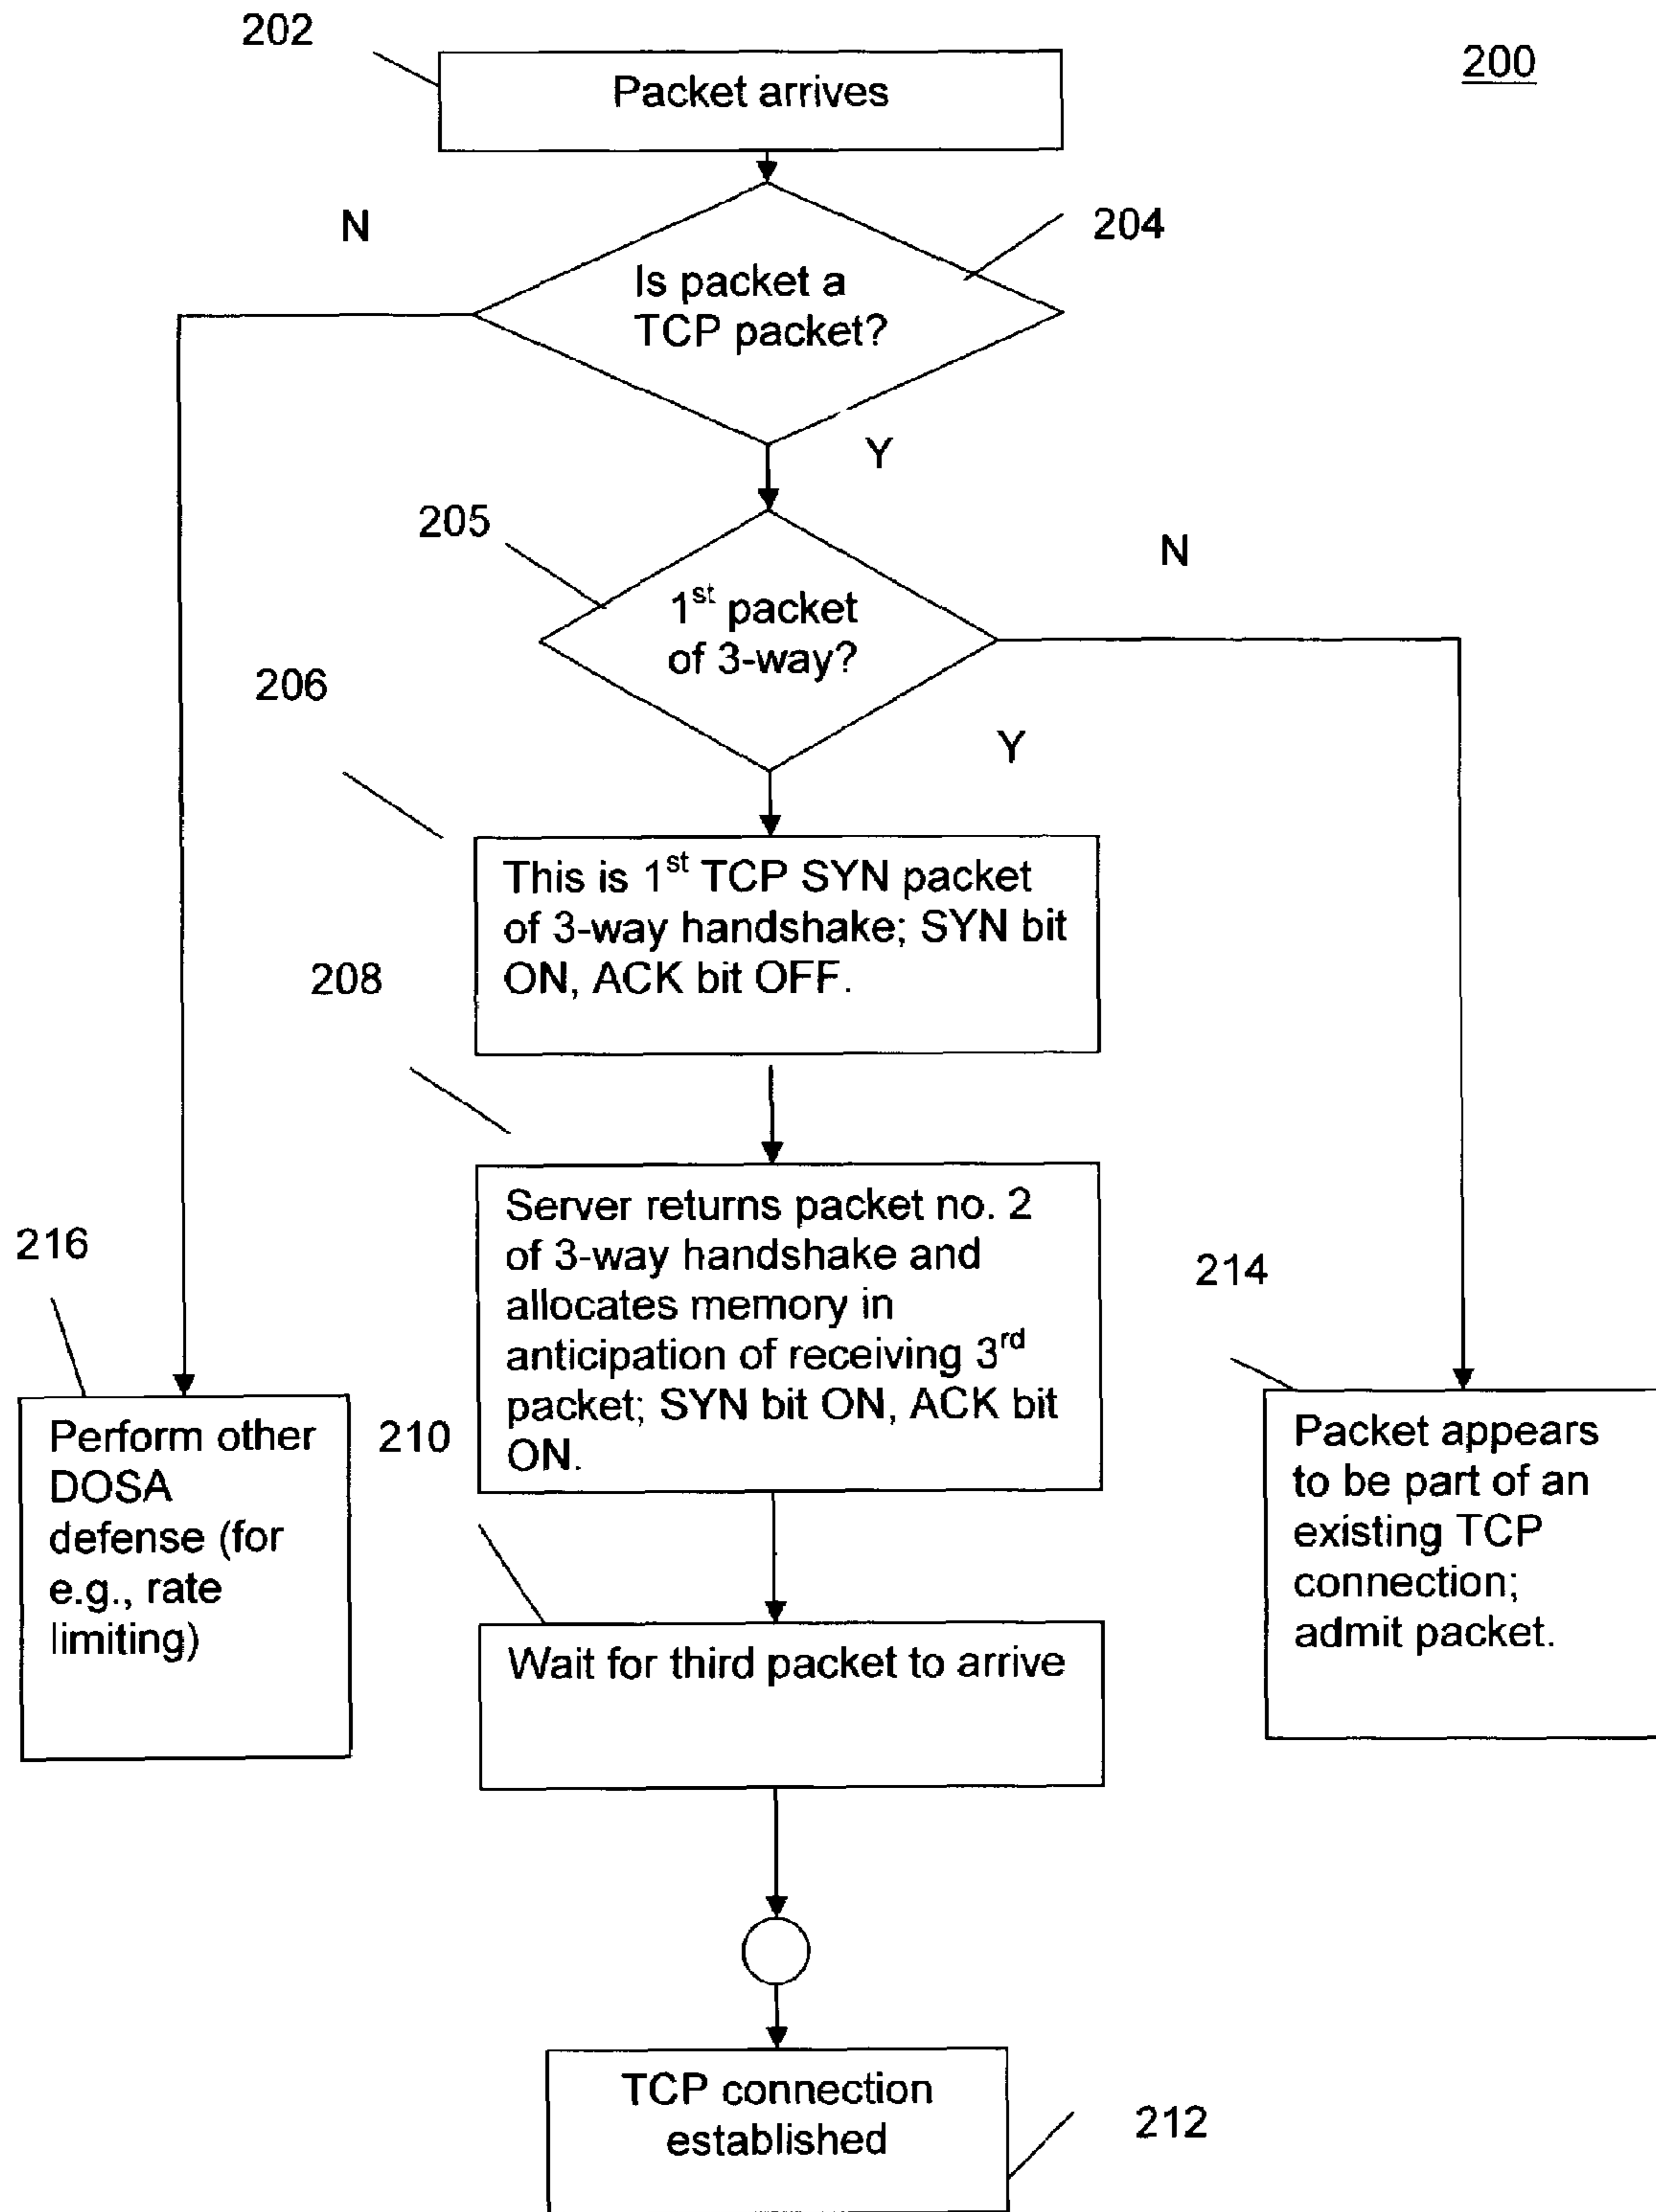 202
200
Packet arrives
N
204
Is packet a
TCP packet?
Y
205
N
1st packet
of 3-way?
206
Y
This is 1st TCP SYN packet
of 3-way handshake; SYN bit
ON, ACK bit OFF.
208
Server returns packet no. 2
of 3-way handshake and
allocates memory in
anticipation of receiving 3rd
packet; SYN bit ON, ACK bit
ON.
216
214
Perform other
DOSA
defense (for
e.g., rate
limiting)
210
Packet appears
to be part of an
existing TCP
connection;
admit packet.
Wait for third packet to arrive
TCP connection
established
212